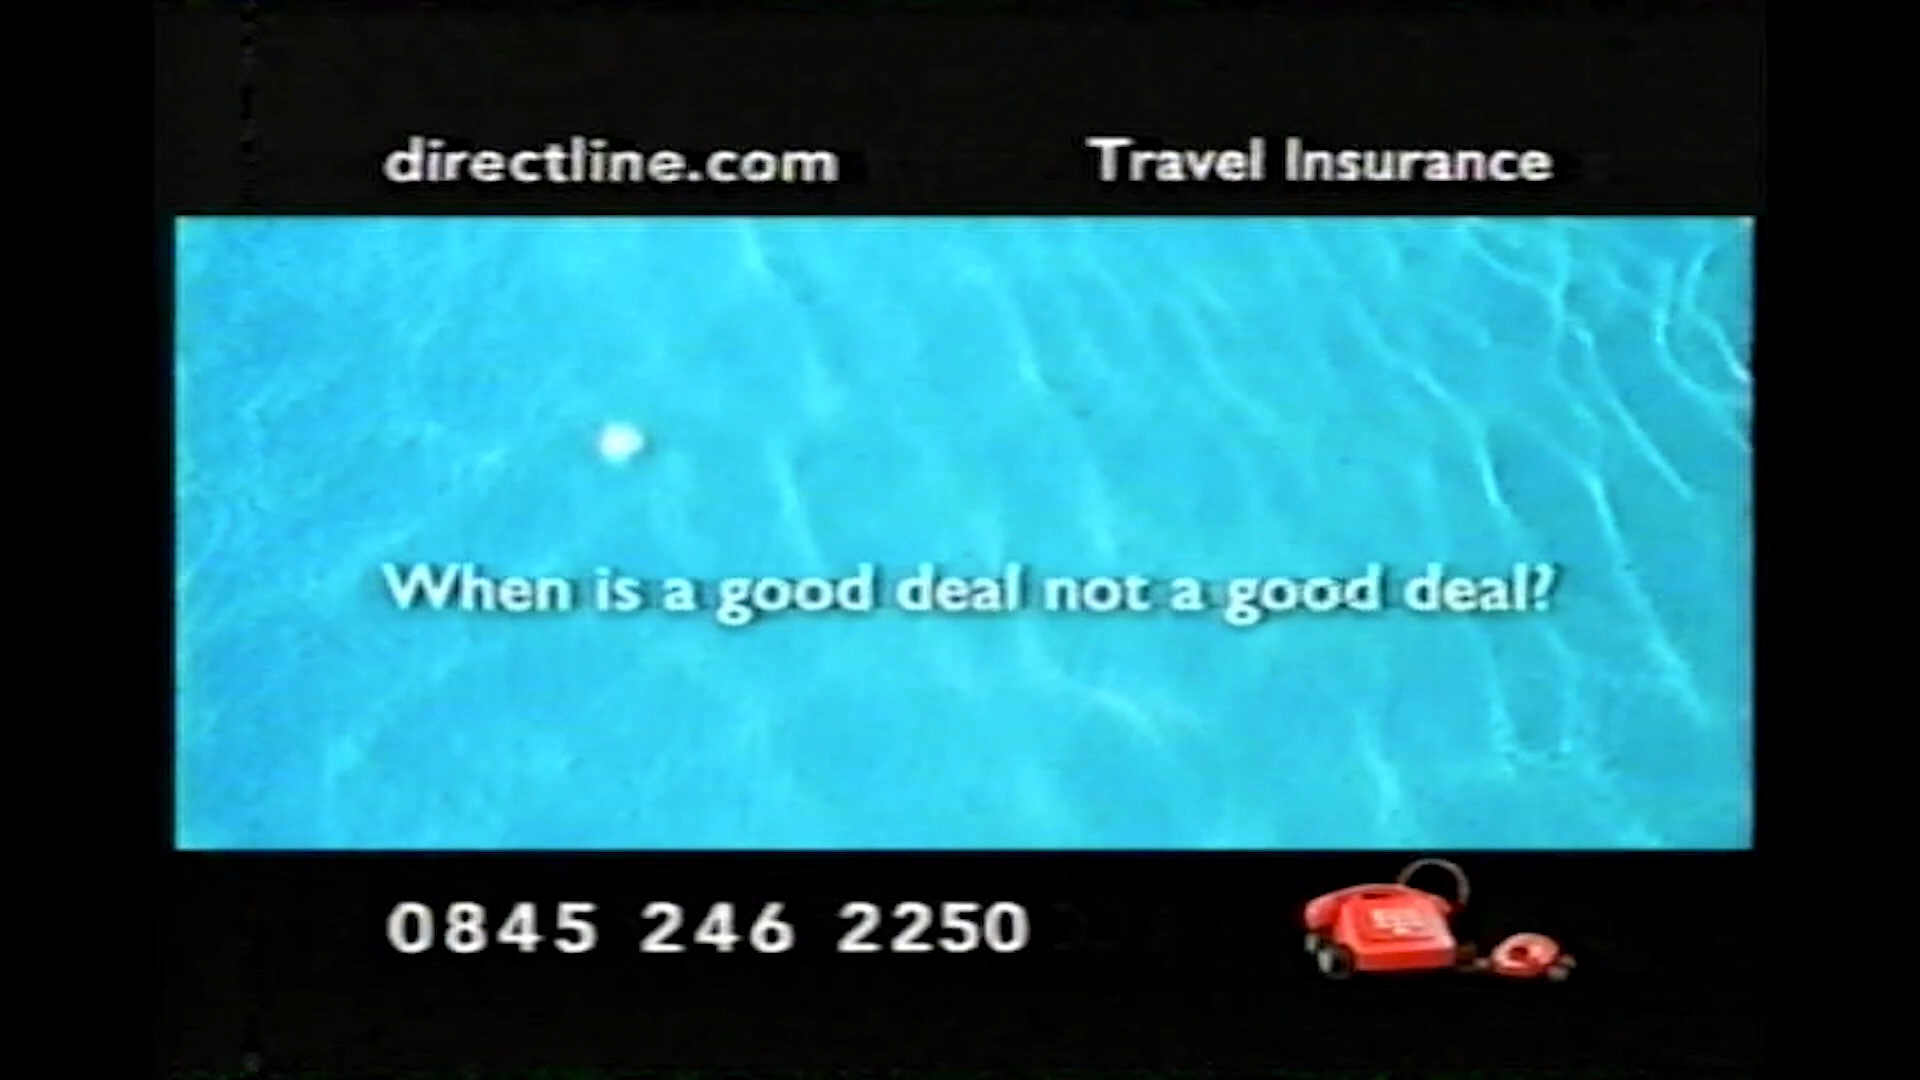 directline.com
Travel Insurance
When is a good deal not a good deal?
0845 246 2250